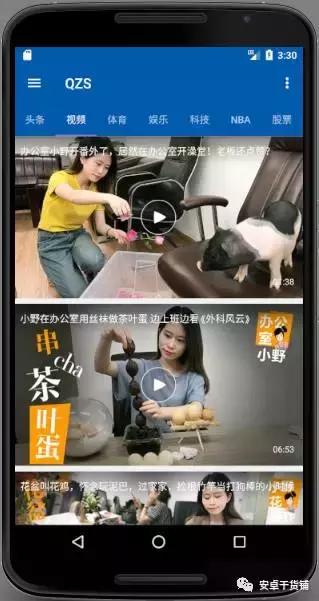 3:30
QZS
头条 视频 体育 娱乐 科技 NBA 股票
办公室小野开番外了，居然在办公室开澡堂！老板还点赞？
01:38
小野在办公室用丝袜做茶叶蛋 边上班边看《外科风云》
串
cha
茶
叶
蛋
办公
室
小野
06:53
花盆叫花鸡，怀念玩泥巴，过家家，捡根竹竿当打狗棒的小时候
安卓干货铺